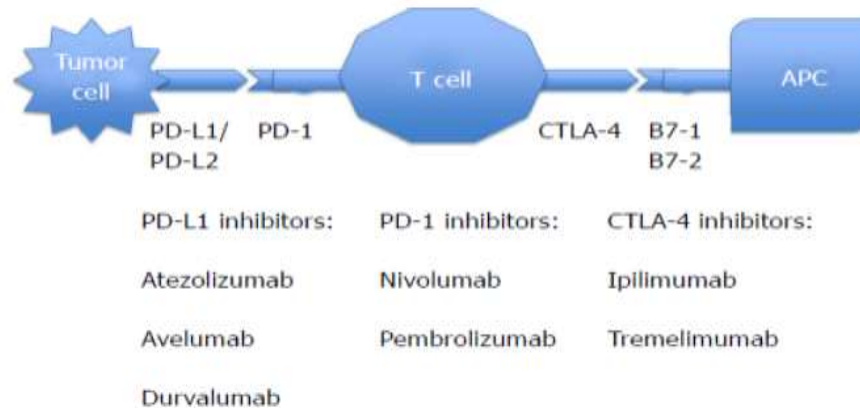 Tumor
cell
T cell
APC
PD-L1/
PD-L2
PD-1
CTLA-4
B7-1
B7-2
PD-L1 inhibitors:
Atezolizumab
Avelumab
Durvalumab
PD-1 inhibitors:
Nivolumab
Pembrolizumab
CTLA-4 inhibitors:
Ipilimumab
Tremelimumab